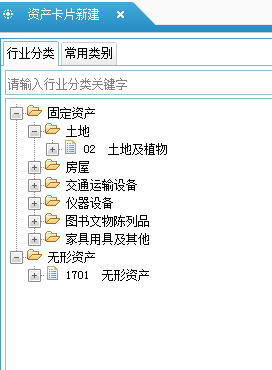 资产卡片新建
行业分类 常用类别
请输入行业分类关键字
固定资产
土地
02 土地及植物
房屋
交通运输设备
仪器设备
图书文物陈列品
家具用具及其他
无形资产
1701 无形资产